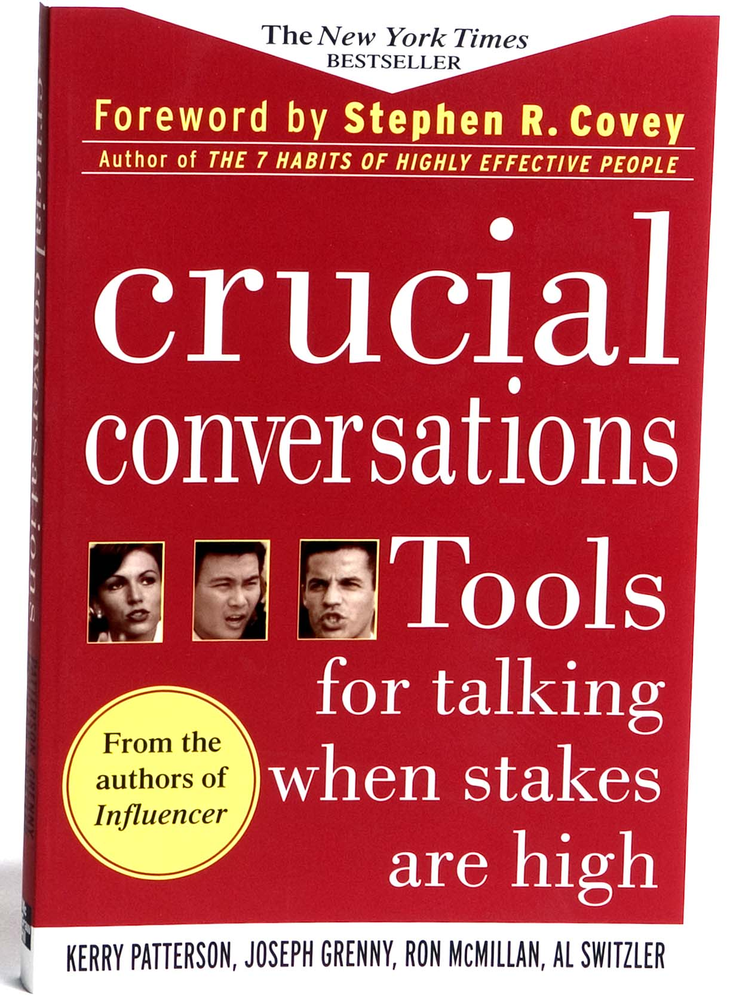 The New York Times
BESTSELLER
Foreword by Stephen R. Covey
Author of THE 7 HABITS OF HIGHLY EFFECTIVE PEOPLE
crucial
conversations
Tools
for talking
when stakes
are high
From the
authors of
Influencer
KERRY PATTERSON, JOSEPH GRENNY, RON McMILLAN, AL SWITZLER
crucial conversations
PATTERSON, GRENNY